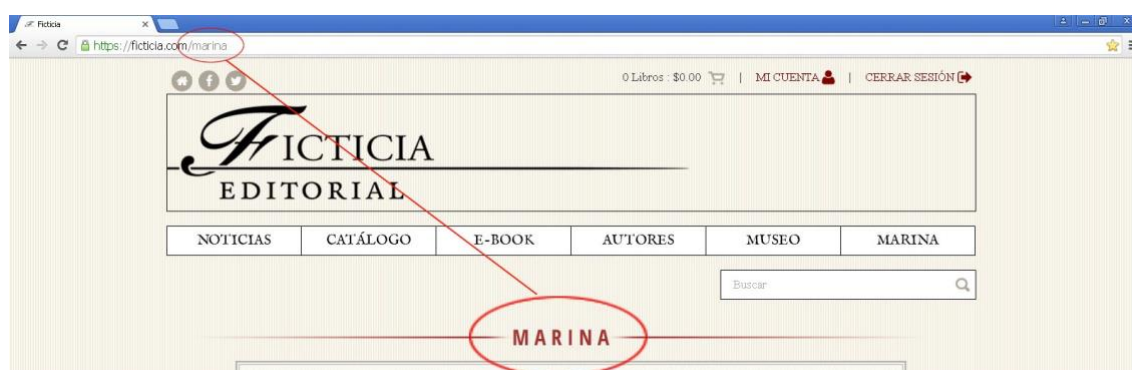 Ficticia
https://ficticia.com/marina
0 Libros : $0.00 | MI CUENTA | CERRAR SESIÓN
FICTICIA
EDITORIAL
NOTICIAS CATÁLOGO E-BOOK AUTORES MUSEO MARINA
Buscar
MARINA